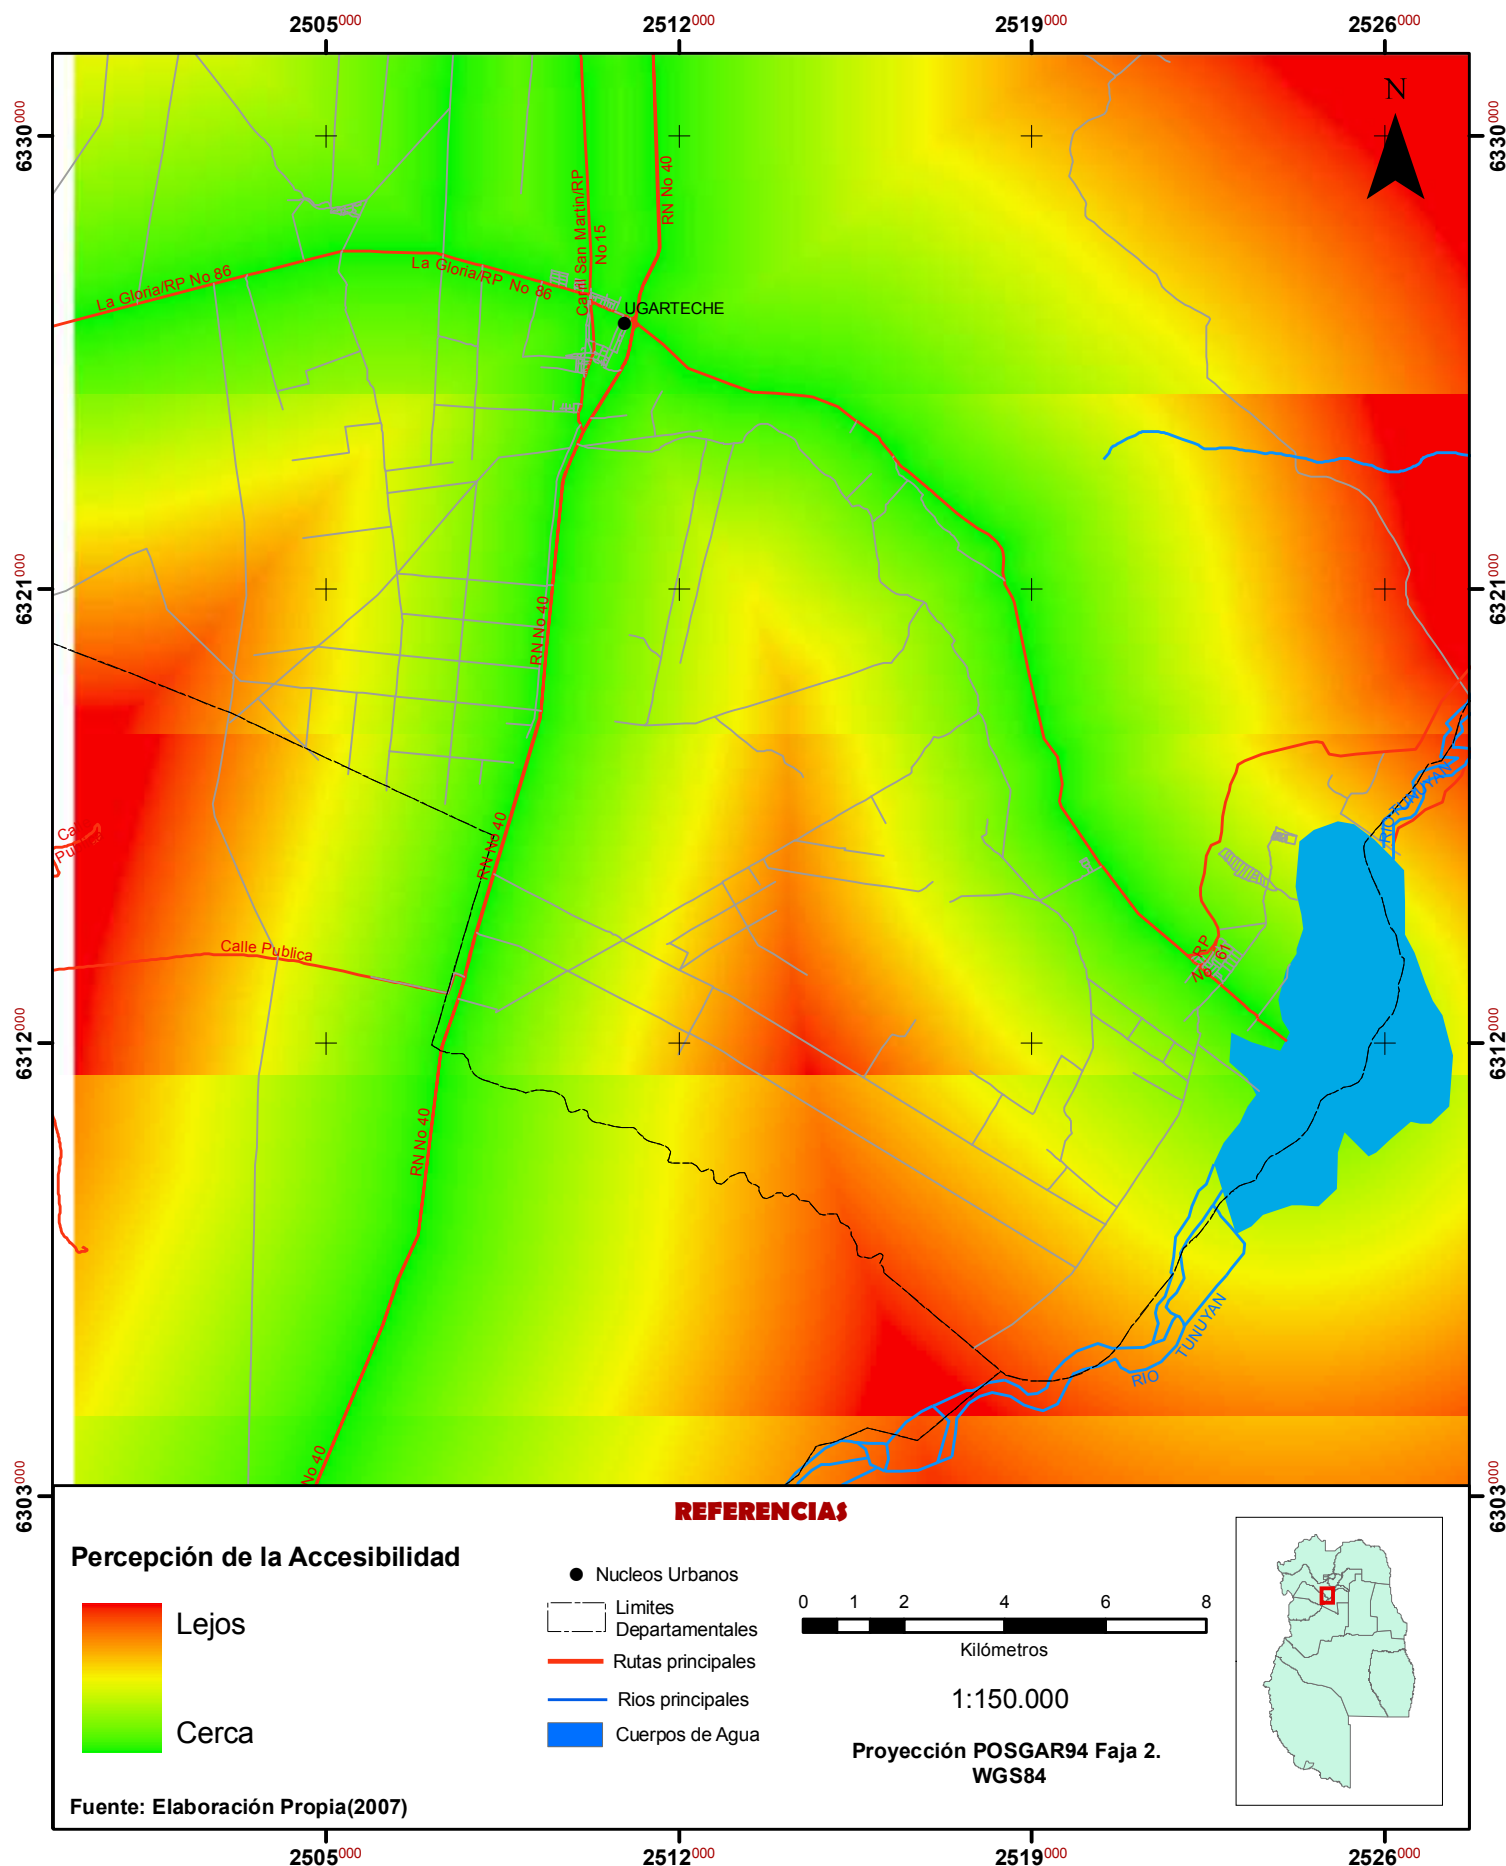 2505000
2512000
2519000
2526000
N
6330000
6330000
Carril San Martin/RP
No 15
RN No 40
La Gloria/RP No 86
La Gloria/RP No 86
UGARTECHE
6321000
6321000
RN No 40
RN No 40
RIO TUNUYAN
Calle Publica
RP
No 61
6312000
6312000
RN No 40
TUNUYAN
RIO
No 40
6303000
6303000
REFERENCIAS
Percepción de la Accesibilidad
Lejos
Cerca
Nucleos Urbanos
Limites
Departamentales
Rutas principales
Rios principales
Cuerpos de Agua
0 1 2 4 6 8
Kilómetros
1:150.000
Proyección POSGAR94 Faja 2.
WGS84
Fuente: Elaboración Propia(2007)
2505000
2512000
2519000
2526000